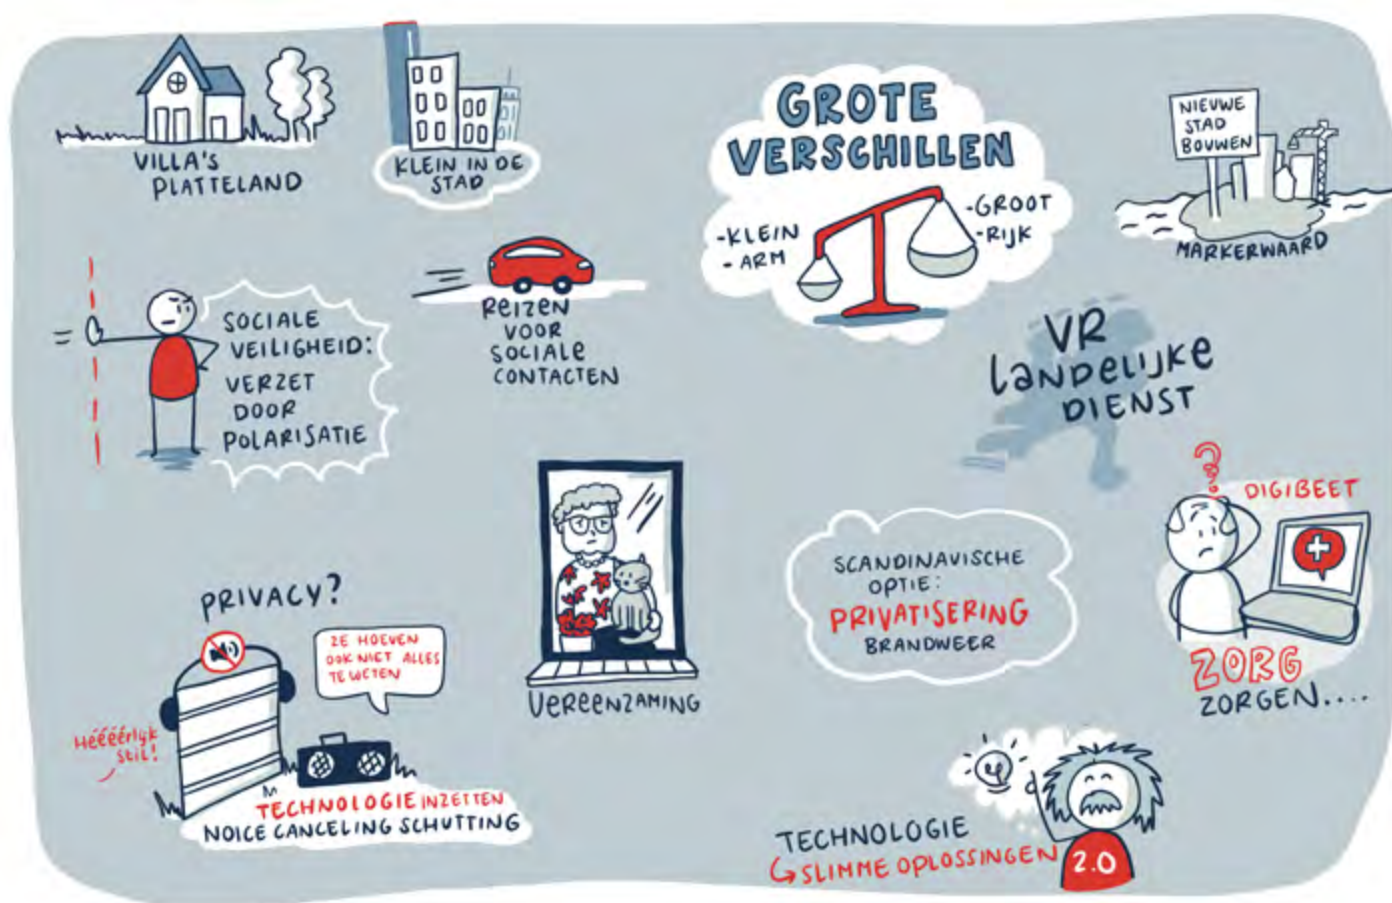 VILLA'S
PLATTELAND
KLEIN IN DE
STAD
GROTE
VERSCHILLEN
-KLEIN
- ARM
-GROOT
-RIJK
NIEUWE
STAD
BOUWEN
MARKERWAARD
SOCIALE
VEILIGHEID:
VERZET
DOOR
POLARISATIE
REIZEN
VOOR
SOCIALE
CONTACTEN
VR
LANDELIJKE
DIENST
DIGIBEET
ZORG
ZORGEN....
SCANDINAVISCHE
OPTIE:
PRIVATISERING
BRANDWEER
VEREENZAMING
PRIVACY?
ZE HOEVEN
OOK NIET ALLES
TE WETEN
Hééééérlijk
stil!
TECHNOLOGIE INZETTEN
NOICE CANCELING SCHUTTING
TECHNOLOGIE
SLIMME OPLOSSINGEN
2.0